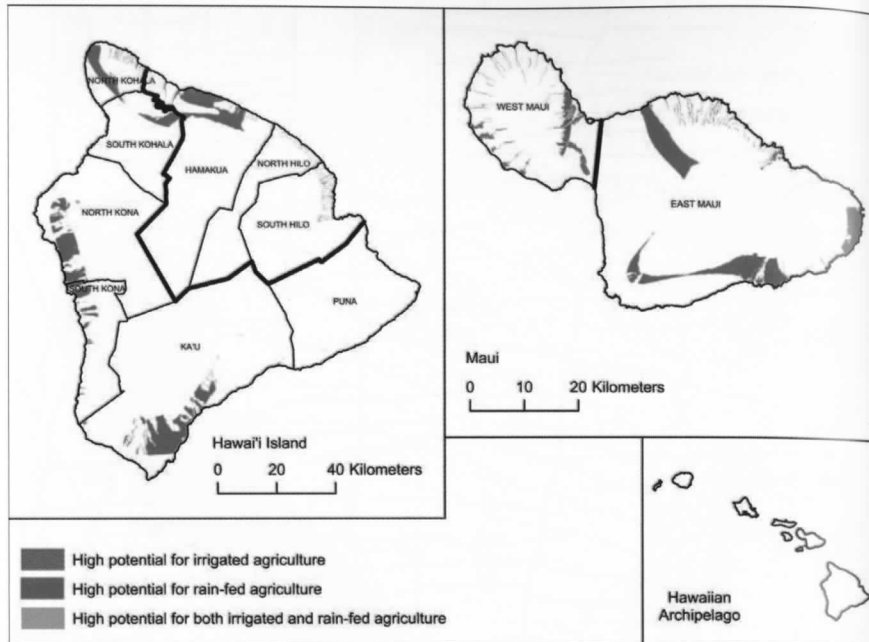 NORTH KOHALA
SOUTH KOHALA
HAMAKUA
NORTH HILO
NORTH KONA
SOUTH HILO
SOUTH KONA
PUNA
KA'U
Hawai'i Island
0 20 40 Kilometers
WEST MAUI
EAST MAUI
Maui
0 10 20 Kilometers
High potential for irrigated agriculture
High potential for rain-fed agriculture
High potential for both irrigated and rain-fed agriculture
Hawaiian
Archipelago